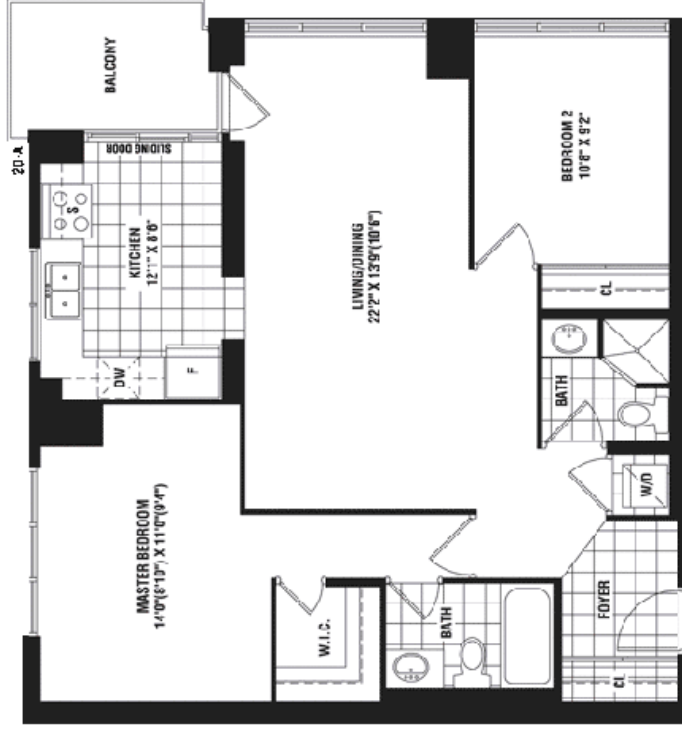 2D-A
BALCONY
SLIDING DOOR
S
KITCHEN
12'1" X 8'6"
DW
F.
LIVING/DINING
22'2" X 13'9"(10'6")
BEDROOM 2
10'8" X 9'2"
CL
BATH
W/D
MASTER BEDROOM
14'0"(8'10") X 11'0"(9'4")
W.I.C.
BATH
FOYER
CL